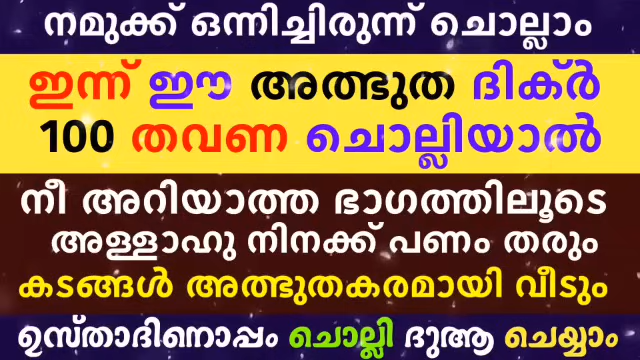 നമുക്ക് ഒന്നിച്ചിരുന്ന് ചൊല്ലാം
ഇന്ന് ഈ അത്ഭുത ദിക്ർ
100 തവണ ചൊല്ലിയാൽ
നീ അറിയാത്ത ഭാഗത്തിലൂടെ
അള്ളാഹു നിനക്ക് പണം തരും
കടങ്ങൾ അത്ഭുതകരമായി വീടും
ഉസ്താദിനൊപ്പം ചൊല്ലി ദുആ ചെയ്യാം